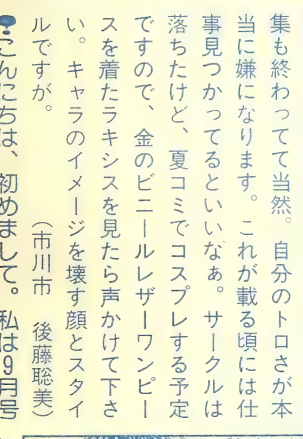 集も終わってて当然。自分のトロさが本
当に嫌になります。これが載る頃には仕
事見つかってるといいなぁ。サークルは
落ちたけど、夏コミでコスプレする予定
ですので、金のビニールレザーワンピー
スを着たラキシスを見たら声かけて下さ
い。キャラのイメージを壊す顔とスタイ
ルですが。　（市川市　後藤聡美）
こんにちは、初めまして。私は9月号